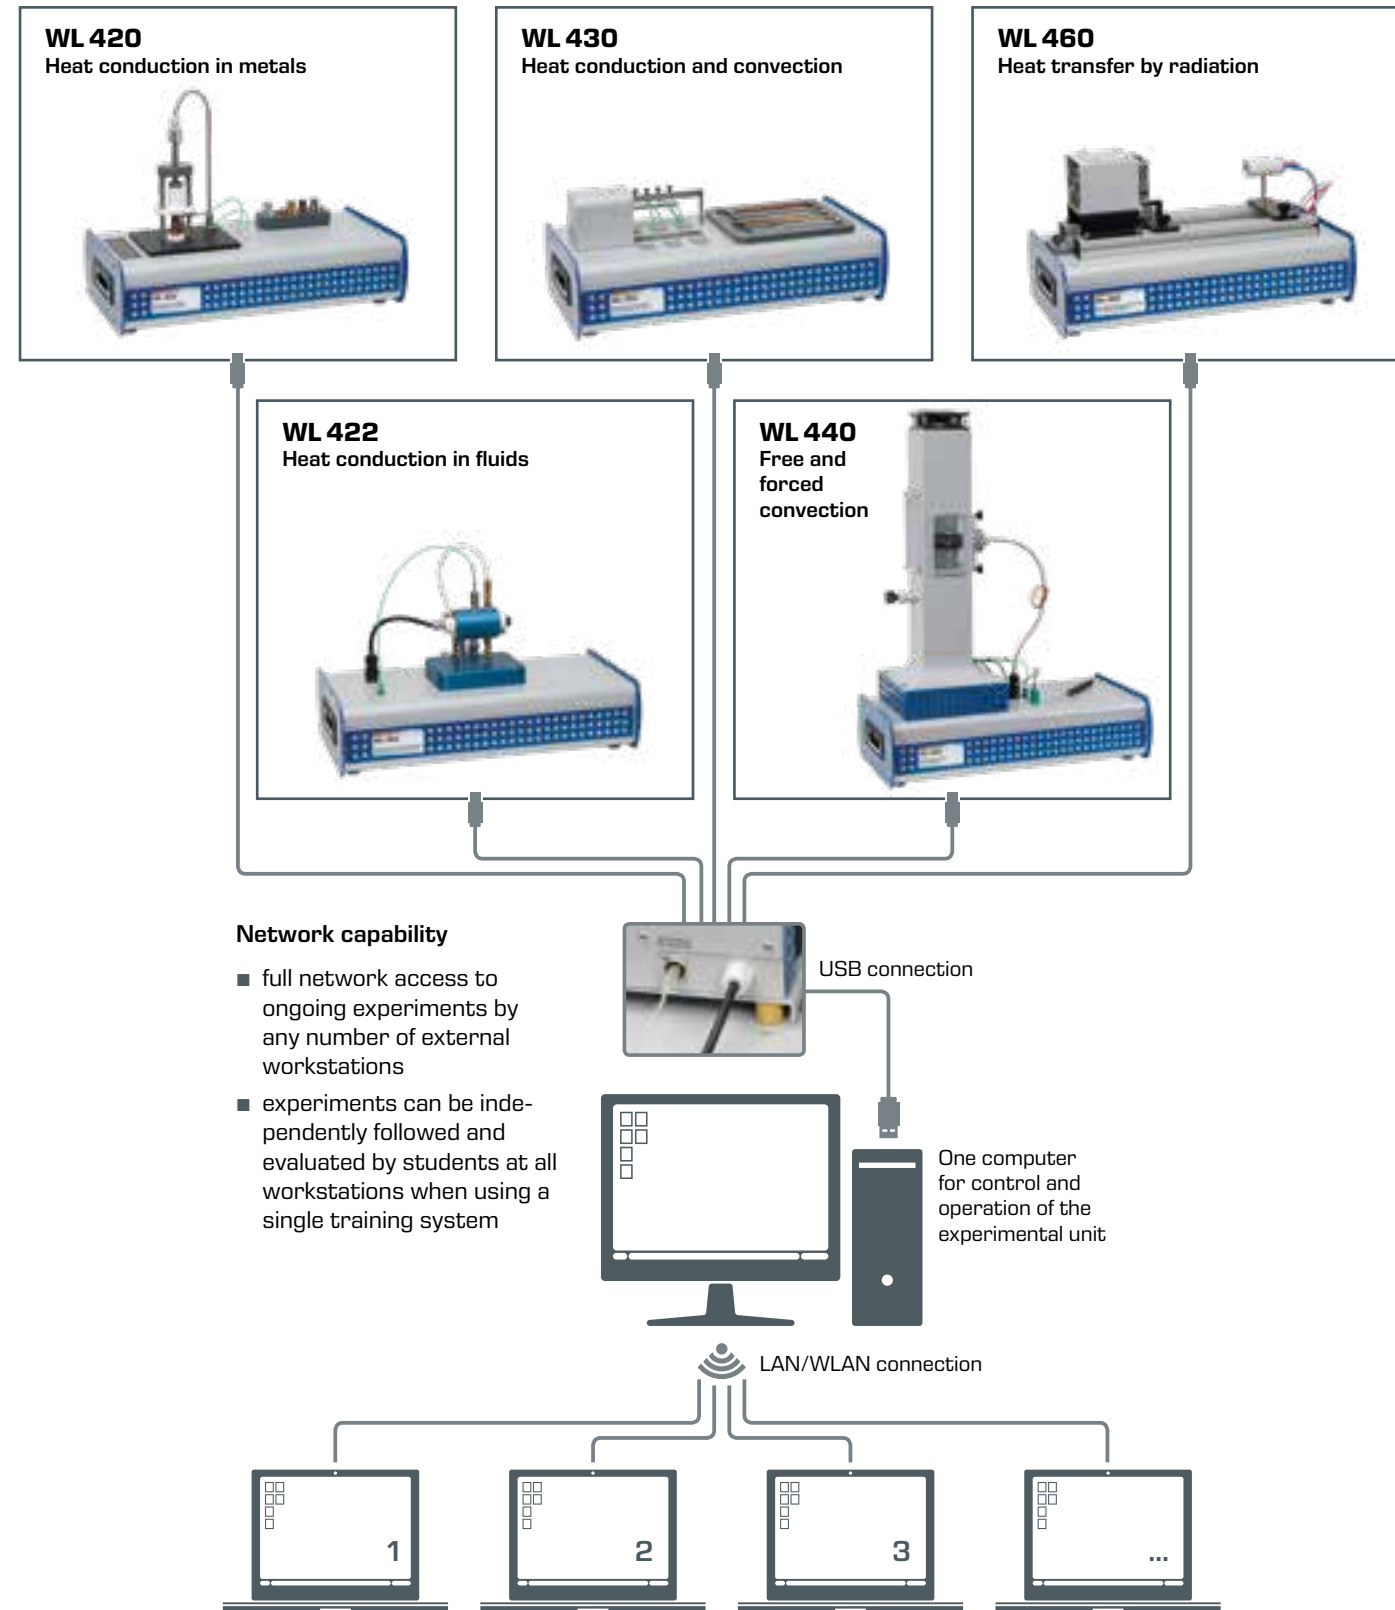 WL 420
Heat conduction in metals
WL 430
Heat conduction and convection
WL 460
Heat transfer by radiation
WL 422
Heat conduction in fluids
WL 440
Free and
forced
convection
Network capability
■ full network access to
ongoing experiments by
any number of external
workstations
■ experiments can be inde-
pendently followed and
evaluated by students at all
workstations when using a
single training system
USB connection
One computer
for control and
operation of the
experimental unit
LAN/WLAN connection
1
2
3
...